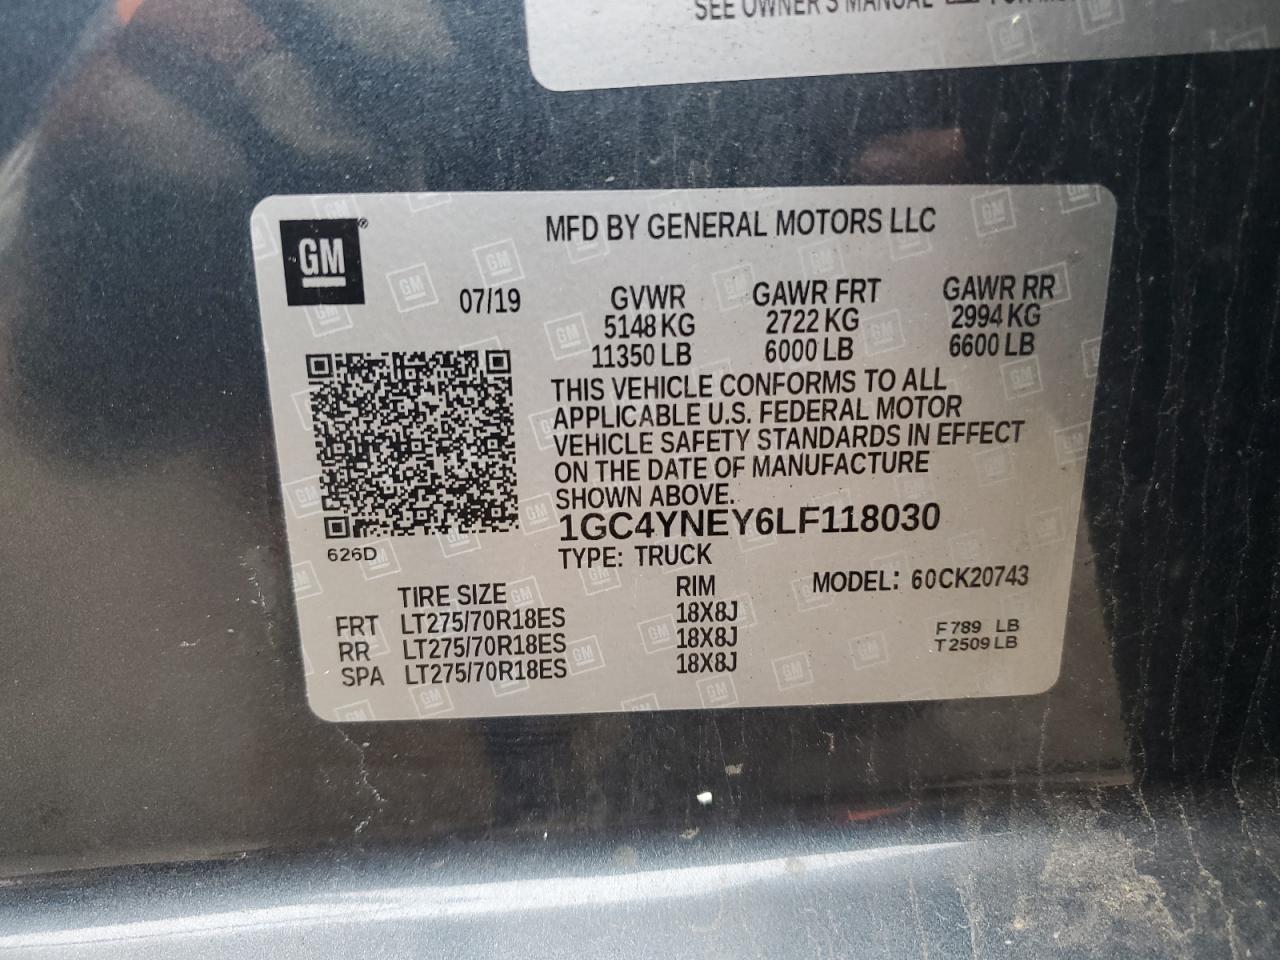 SEE OWNER'S MANUAL
GM
MFD BY GENERAL MOTORS LLC
07/19
GVWR GAWR FRT GAWR RR
5148 KG 2722 KG 2994 KG
11350 LB 6000 LB 6600 LB
THIS VEHICLE CONFORMS TO ALL
APPLICABLE U.S. FEDERAL MOTOR
VEHICLE SAFETY STANDARDS IN EFFECT
ON THE DATE OF MANUFACTURE
SHOWN ABOVE.
1GC4YNEY6LF118030
626D
TYPE: TRUCK
MODEL: 60CK20743
TIRE SIZE RIM
FRT LT275/70R18ES 18X8J
RR LT275/70R18ES 18X8J
SPA LT275/70R18ES 18X8J
F 789 LB
T 2509 LB